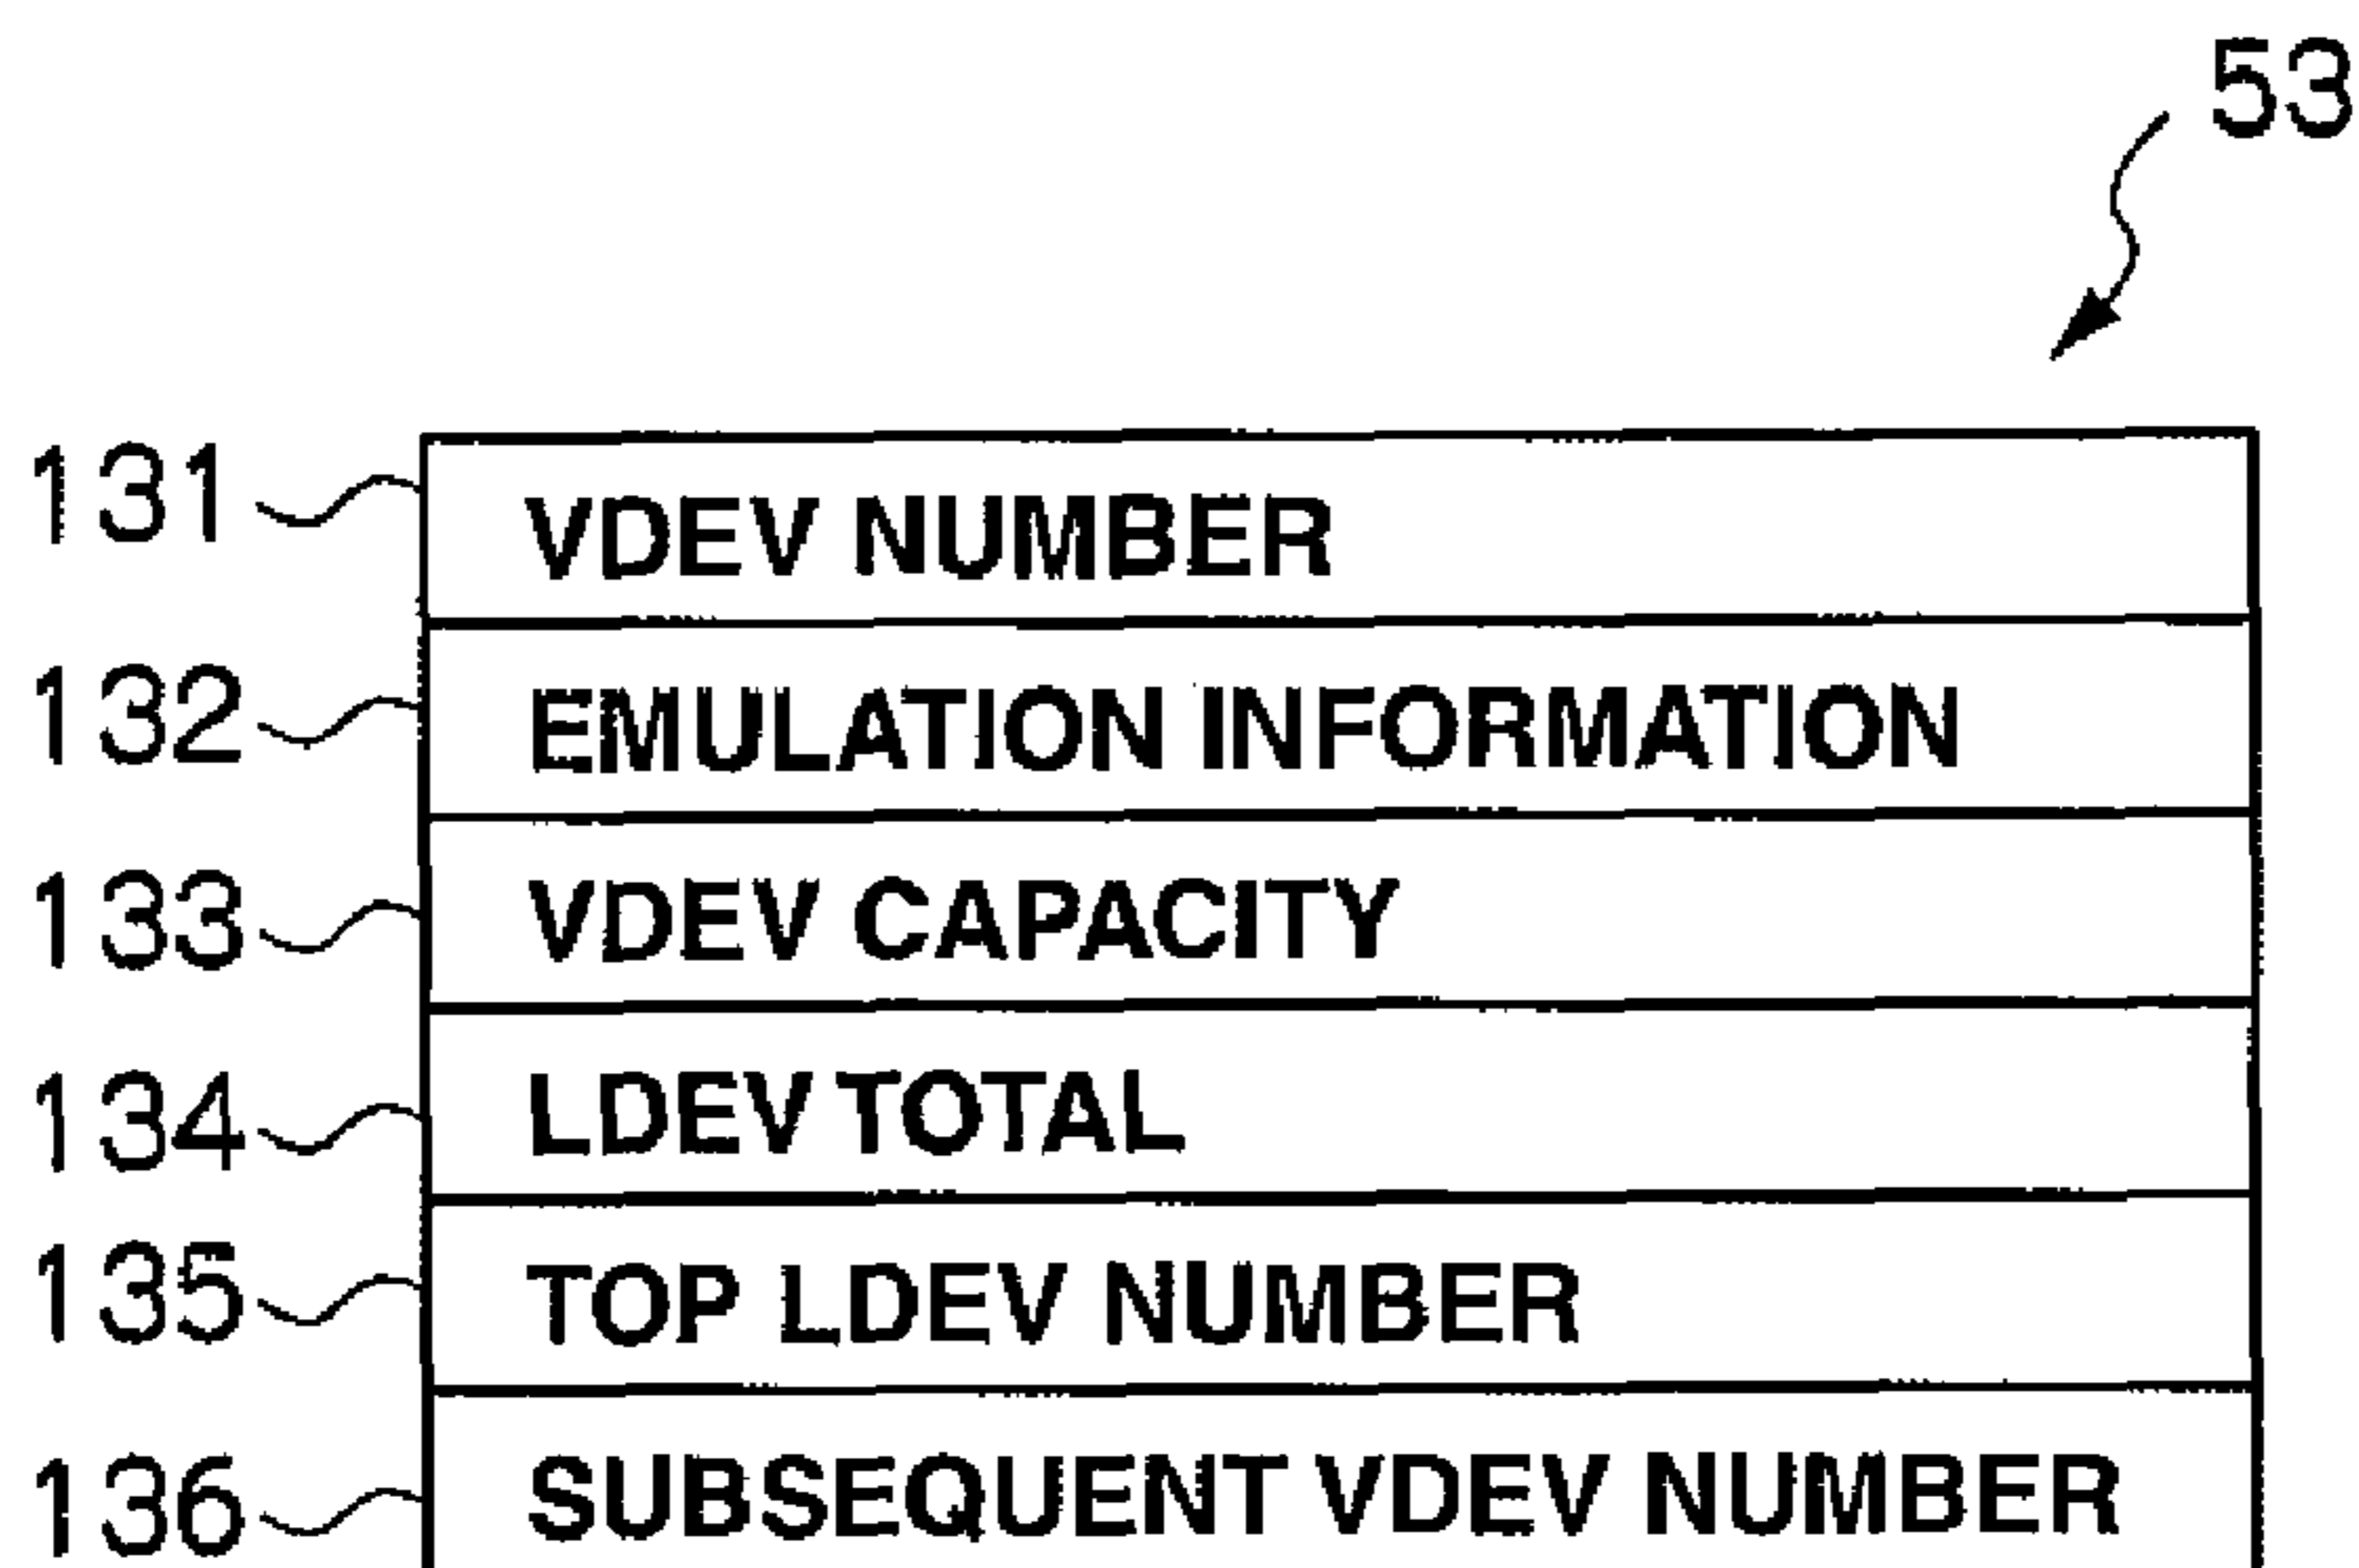 53
131 VDEV NUMBER
132 EMULATION INFORMATION
133 VDEV CAPACITY
134 LDEV TOTAL
135 TOP LDEV NUMBER
136 SUBSEQUENT VDEV NUMBER